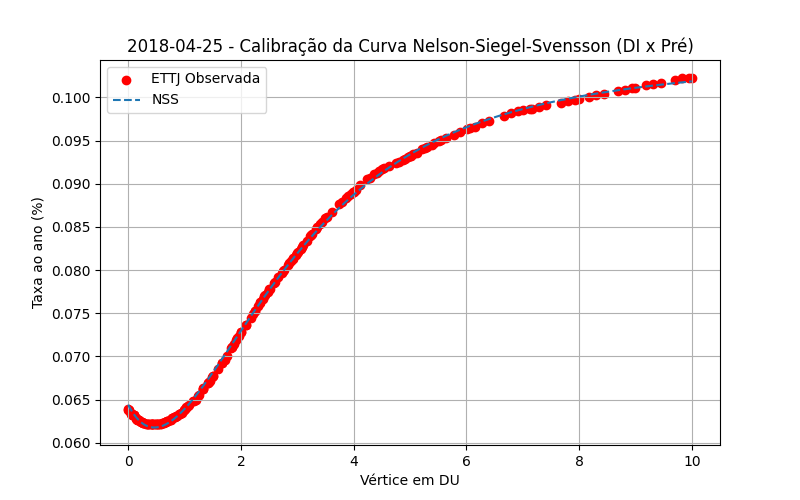 2018-04-25 - Calibração da Curva Nelson-Siegel-Svensson (DI x Pré)
ETTJ Observada
NSS
Taxa ao ano (%)
0.100
0.095
0.090
0.085
0.080
0.075
0.070
0.065
0.060
0 2 4 6 8 10
Vértice em DU